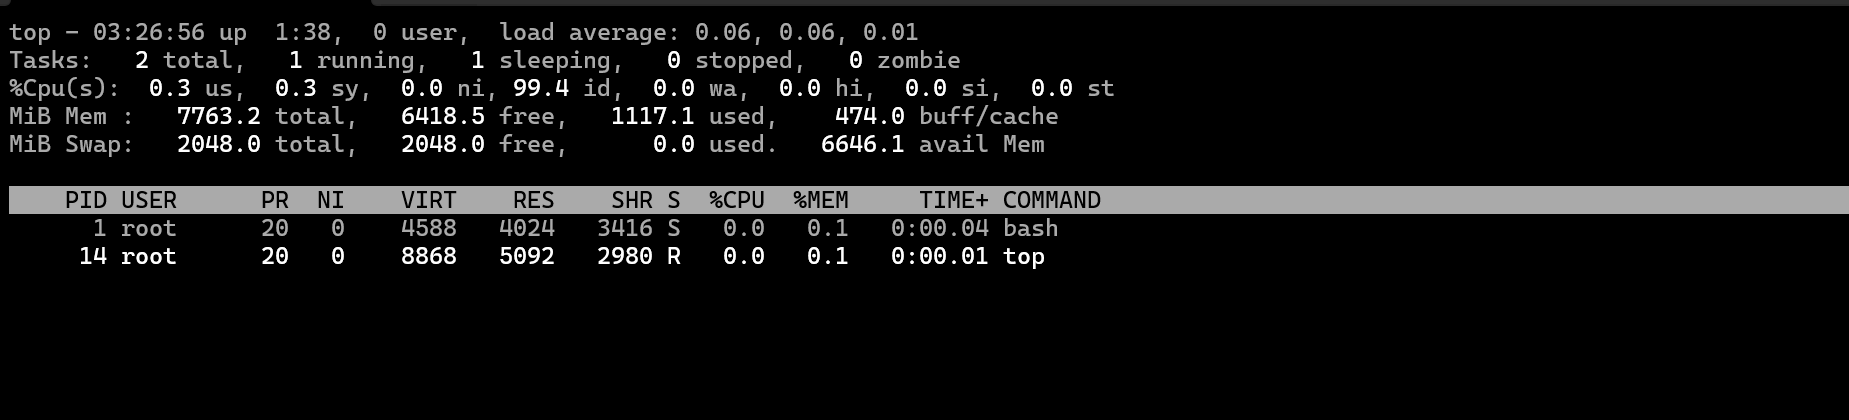 top - 03:26:56 up  1:38,  0 user,  load average: 0.06, 0.06, 0.01
Tasks:   2 total,   1 running,   1 sleeping,   0 stopped,   0 zombie
%Cpu(s):  0.3 us,  0.3 sy,  0.0 ni, 99.4 id,  0.0 wa,  0.0 hi,  0.0 si,  0.0 st
MiB Mem :   7763.2 total,   6418.5 free,   1117.1 used,    474.0 buff/cache
MiB Swap:   2048.0 total,   2048.0 free,      0.0 used.   6646.1 avail Mem
    PID USER      PR  NI    VIRT    RES    SHR S  %CPU  %MEM     TIME+ COMMAND
      1 root      20   0    4588   4024   3416 S   0.0   0.1   0:00.04 bash
     14 root      20   0    8868   5092   2980 R   0.0   0.1   0:00.01 top